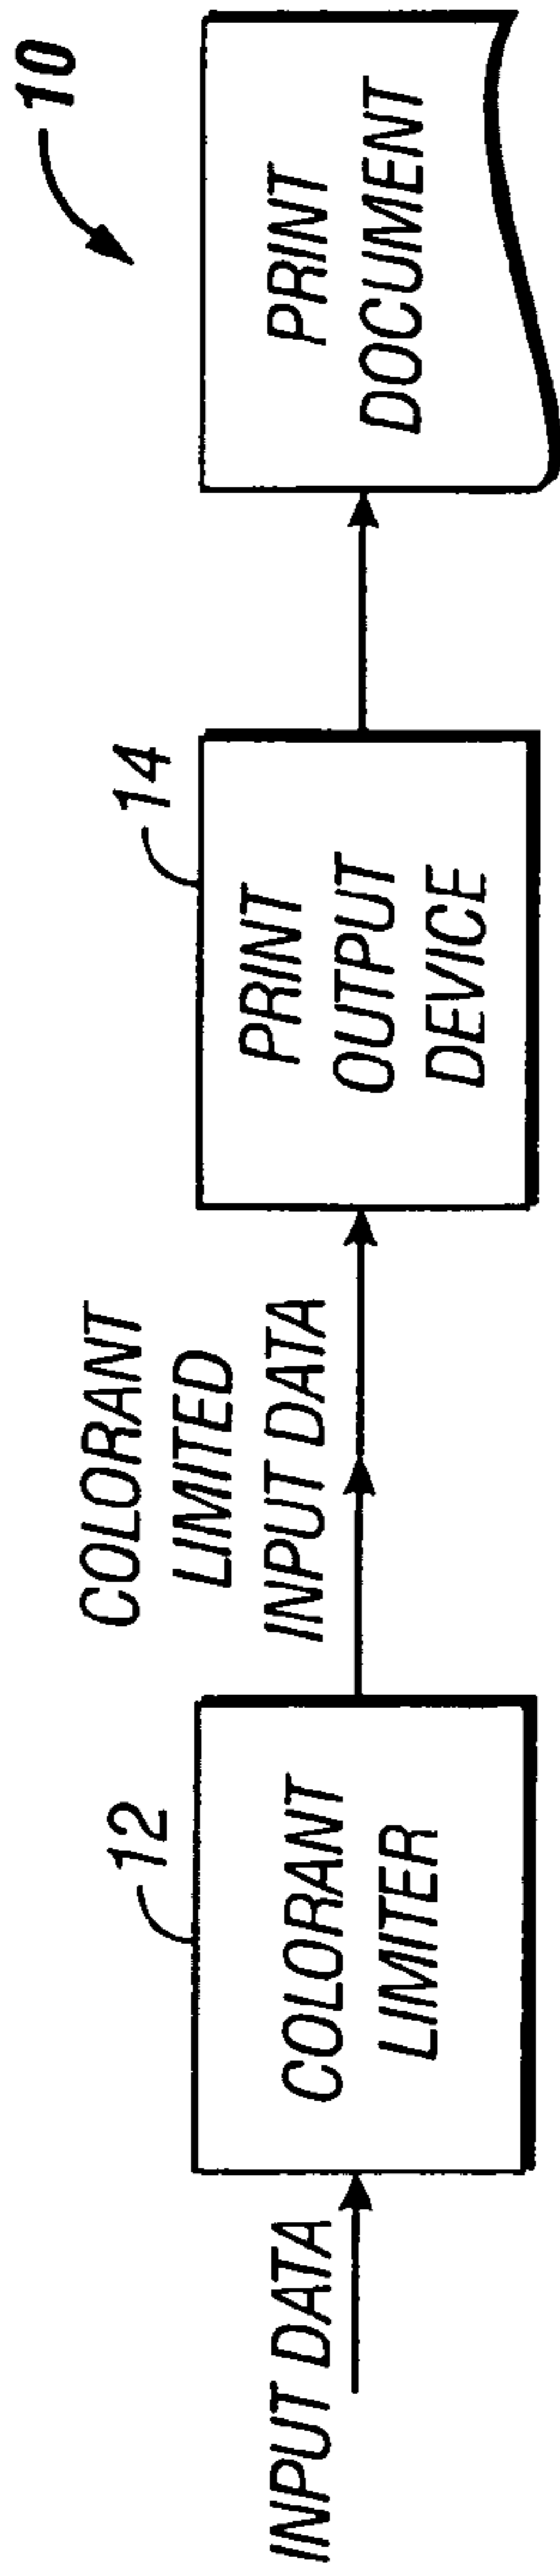 10
INPUT DATA
12
COLORANT
LIMITER
COLORANT
LIMITED
INPUT DATA
14
PRINT
OUTPUT
DEVICE
PRINT
DOCUMENT